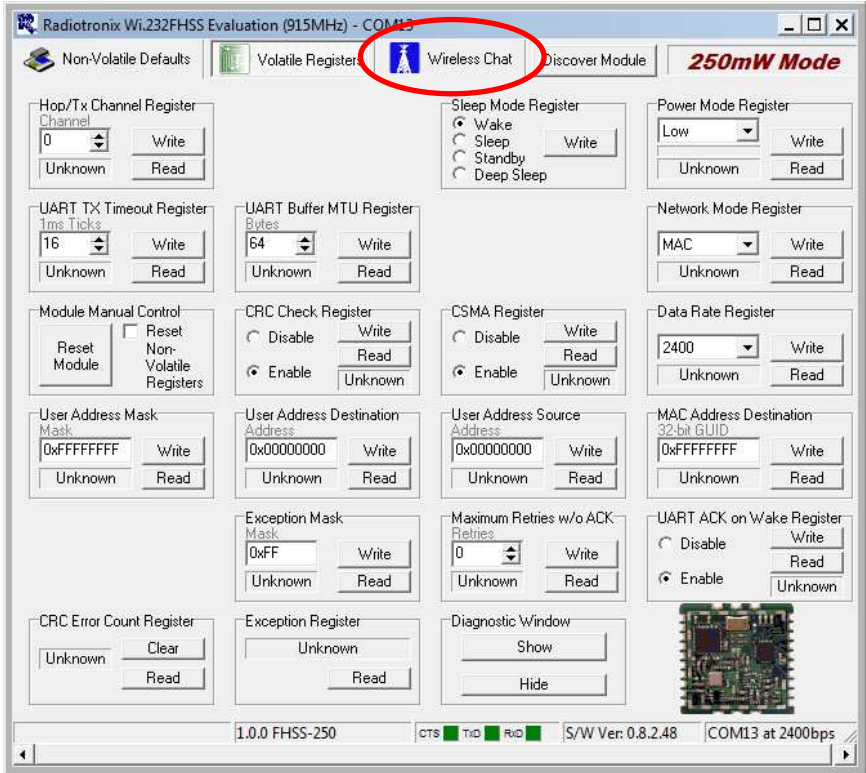 Radiotronix Wi.232FHSS Evaluation (915MHz) - COM13
Non-Volatile Defaults Volatile Registers Wireless Chat Discover Module 250mW Mode
Hop/Tx Channel Register
Channel
0 Write
Unknown Read
Sleep Mode Register
Wake
Sleep
Standby
Deep Sleep
Write
Power Mode Register
Low
Write
Unknown Read
UART TX Timeout Register
1ms Ticks
16 Write
Unknown Read
UART Buffer MTU Register
Bytes
64 Write
Unknown Read
Network Mode Register
MAC Write
Unknown Read
Module Manual Control
Reset Module
Reset
Non-
Volatile
Registers
CRC Check Register
Disable Write
Read
Enable Unknown
CSMA Register
Disable Write
Read
Enable Unknown
Data Rate Register
2400 Write
Unknown Read
User Address Mask
Mask
0xFFFFFFFF Write
Unknown Read
User Address Destination
Address
0x00000000 Write
Unknown Read
User Address Source
Address
0x00000000 Write
Unknown Read
MAC Address Destination
32-bit GUID
0xFFFFFFFF Write
Unknown Read
Exception Mask
Mask
0xFF Write
Unknown Read
Maximum Retries w/o ACK
Retries
0 Write
Unknown Read
UART ACK on Wake Register
Disable Write
Read
Enable Unknown
CRC Error Count Register
Unknown Clear
Read
Exception Register
Unknown
Read
Diagnostic Window
Show
Hide
1.0.0 FHSS-250 CTS TxD RxD S/W Ver: 0.8.2.48 COM13 at 2400bps